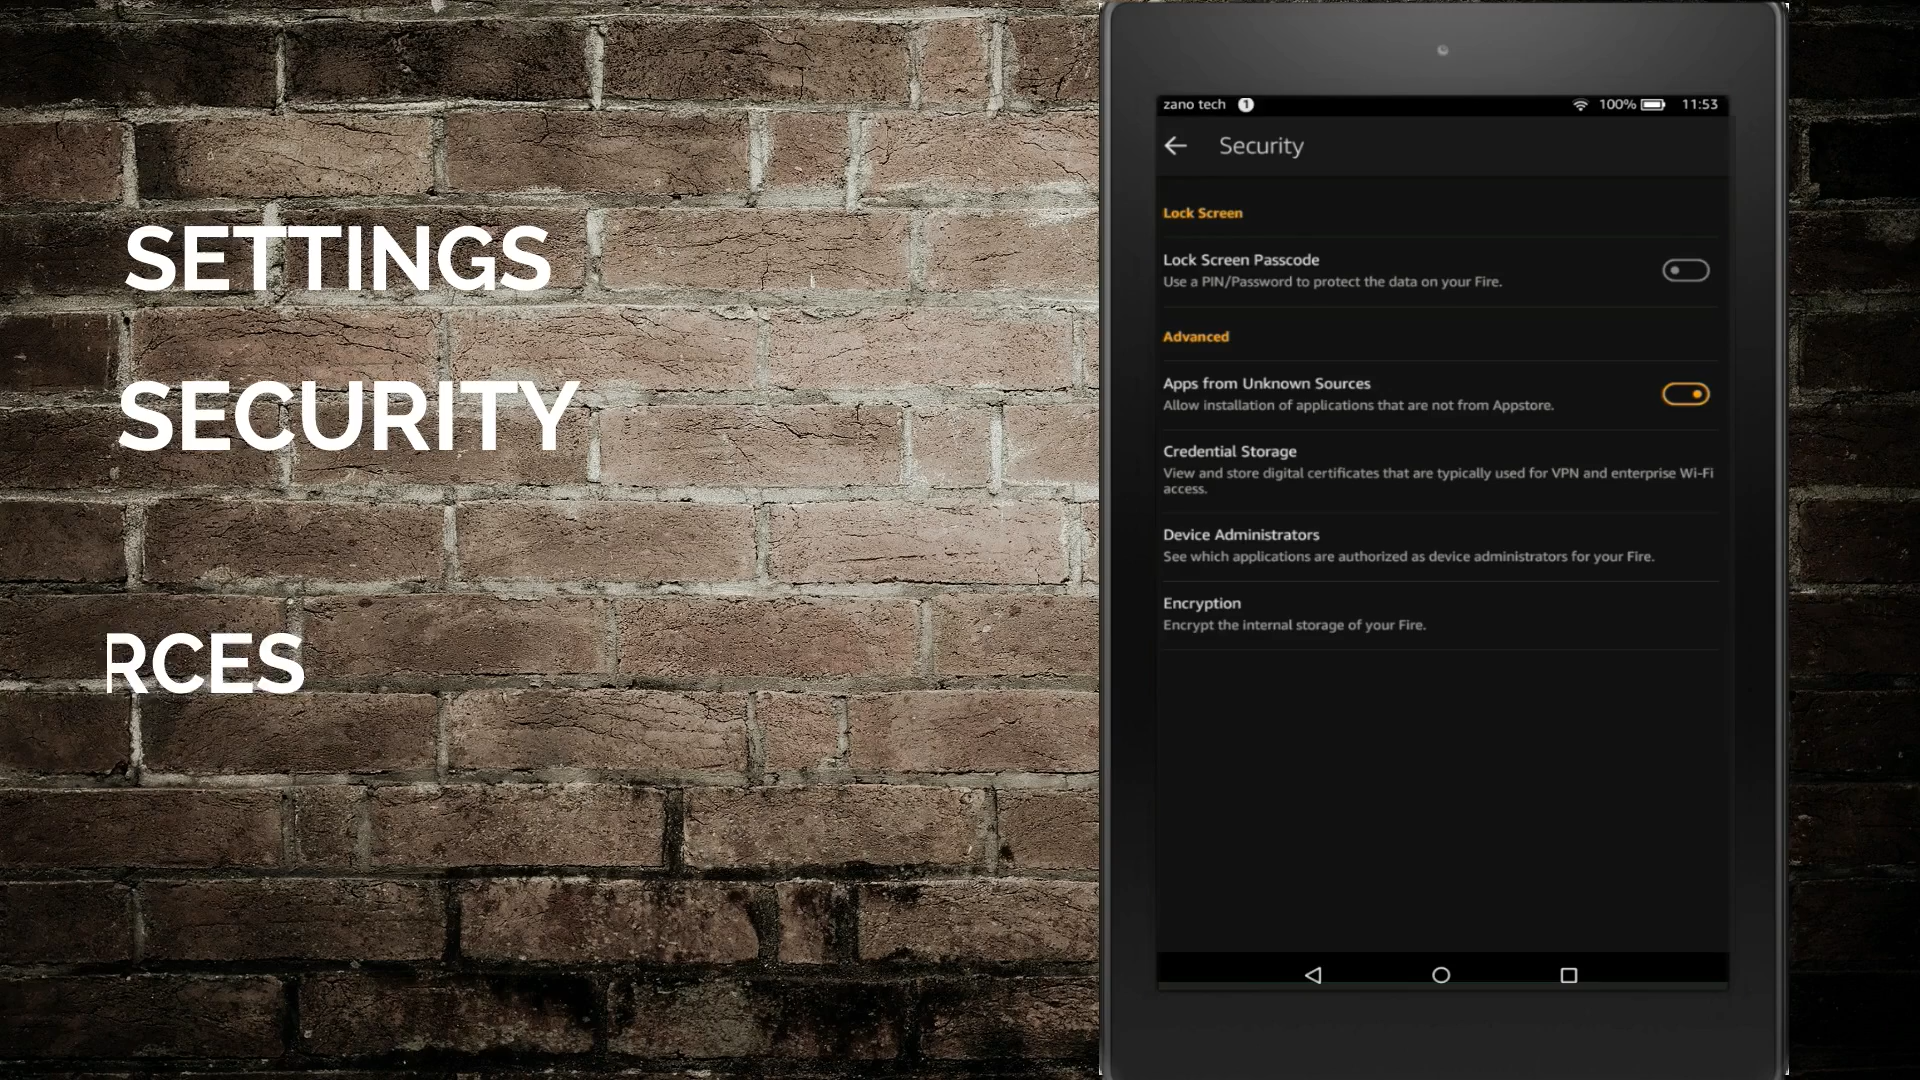 SETTINGS
SECURITY
RCES
zano tech 1 100% 11:53
Security
Lock Screen
Lock Screen Passcode
Use a PIN/Password to protect the data on your Fire.
Advanced
Apps from Unknown Sources
Allow installation of applications that are not from Appstore.
Credential Storage
View and store digital certificates that are typically used for VPN and enterprise Wi-Fi
access.
Device Administrators
See which applications are authorized as device administrators for your Fire.
Encryption
Encrypt the internal storage of your Fire.